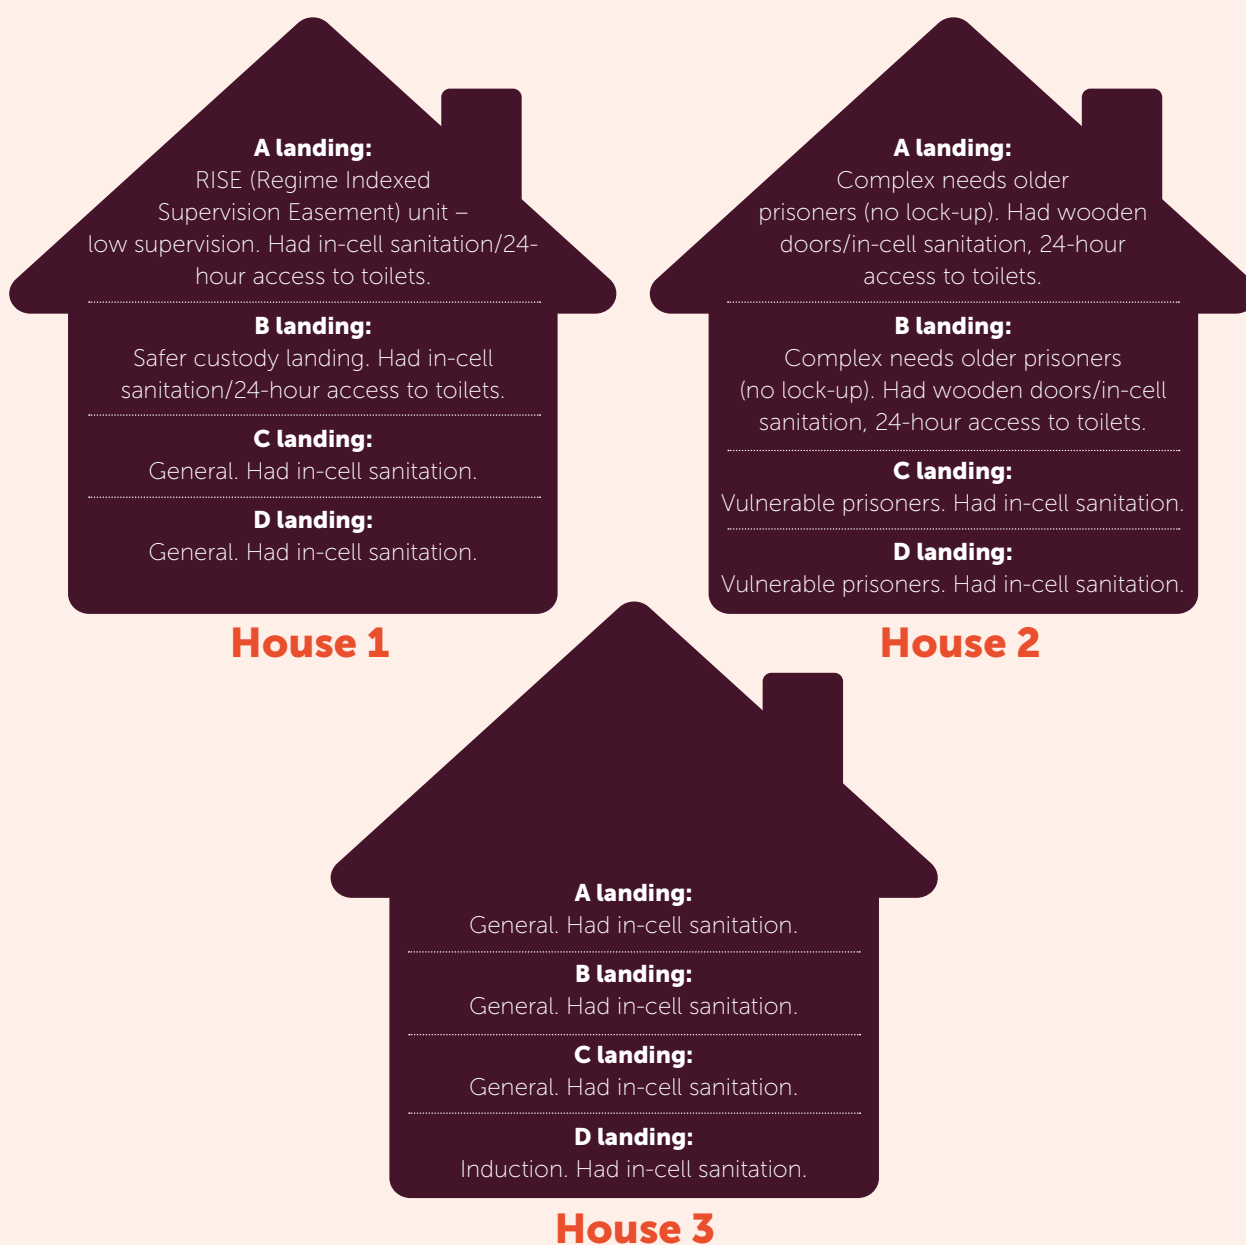 A landing:
RISE (Regime Indexed
Supervision Easement) unit –
low supervision. Had in-cell sanitation/24-
hour access to toilets.
B landing:
Safer custody landing. Had in-cell
sanitation/24-hour access to toilets.
C landing:
General. Had in-cell sanitation.
D landing:
General. Had in-cell sanitation.
House 1
A landing:
Complex needs older
prisoners (no lock-up). Had wooden
doors/in-cell sanitation, 24-hour
access to toilets.
B landing:
Complex needs older prisoners
(no lock-up). Had wooden doors/in-cell
sanitation, 24-hour access to toilets.
C landing:
Vulnerable prisoners. Had in-cell sanitation.
D landing:
Vulnerable prisoners. Had in-cell sanitation.
House 2
A landing:
General. Had in-cell sanitation.
B landing:
General. Had in-cell sanitation.
C landing:
General. Had in-cell sanitation.
D landing:
Induction. Had in-cell sanitation.
House 3